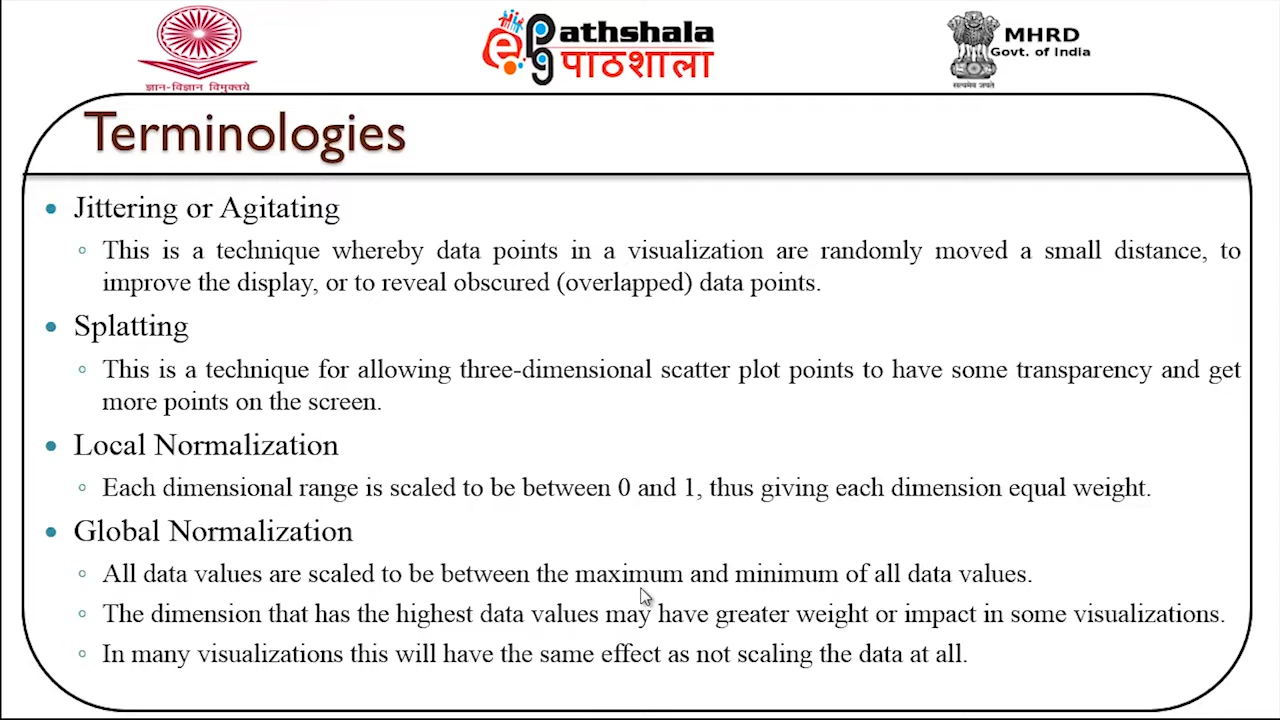 ज्ञान-विज्ञान विमुक्तये
ePg Pathshala
पाठशाला
MHRD
Govt. of India
सत्यमेव जयते
Terminologies
• Jittering or Agitating
◦ This is a technique whereby data points in a visualization are randomly moved a small distance, to
improve the display, or to reveal obscured (overlapped) data points.
• Splatting
◦ This is a technique for allowing three-dimensional scatter plot points to have some transparency and get
more points on the screen.
• Local Normalization
◦ Each dimensional range is scaled to be between 0 and 1, thus giving each dimension equal weight.
• Global Normalization
◦ All data values are scaled to be between the maximum and minimum of all data values.
◦ The dimension that has the highest data values may have greater weight or impact in some visualizations.
◦ In many visualizations this will have the same effect as not scaling the data at all.